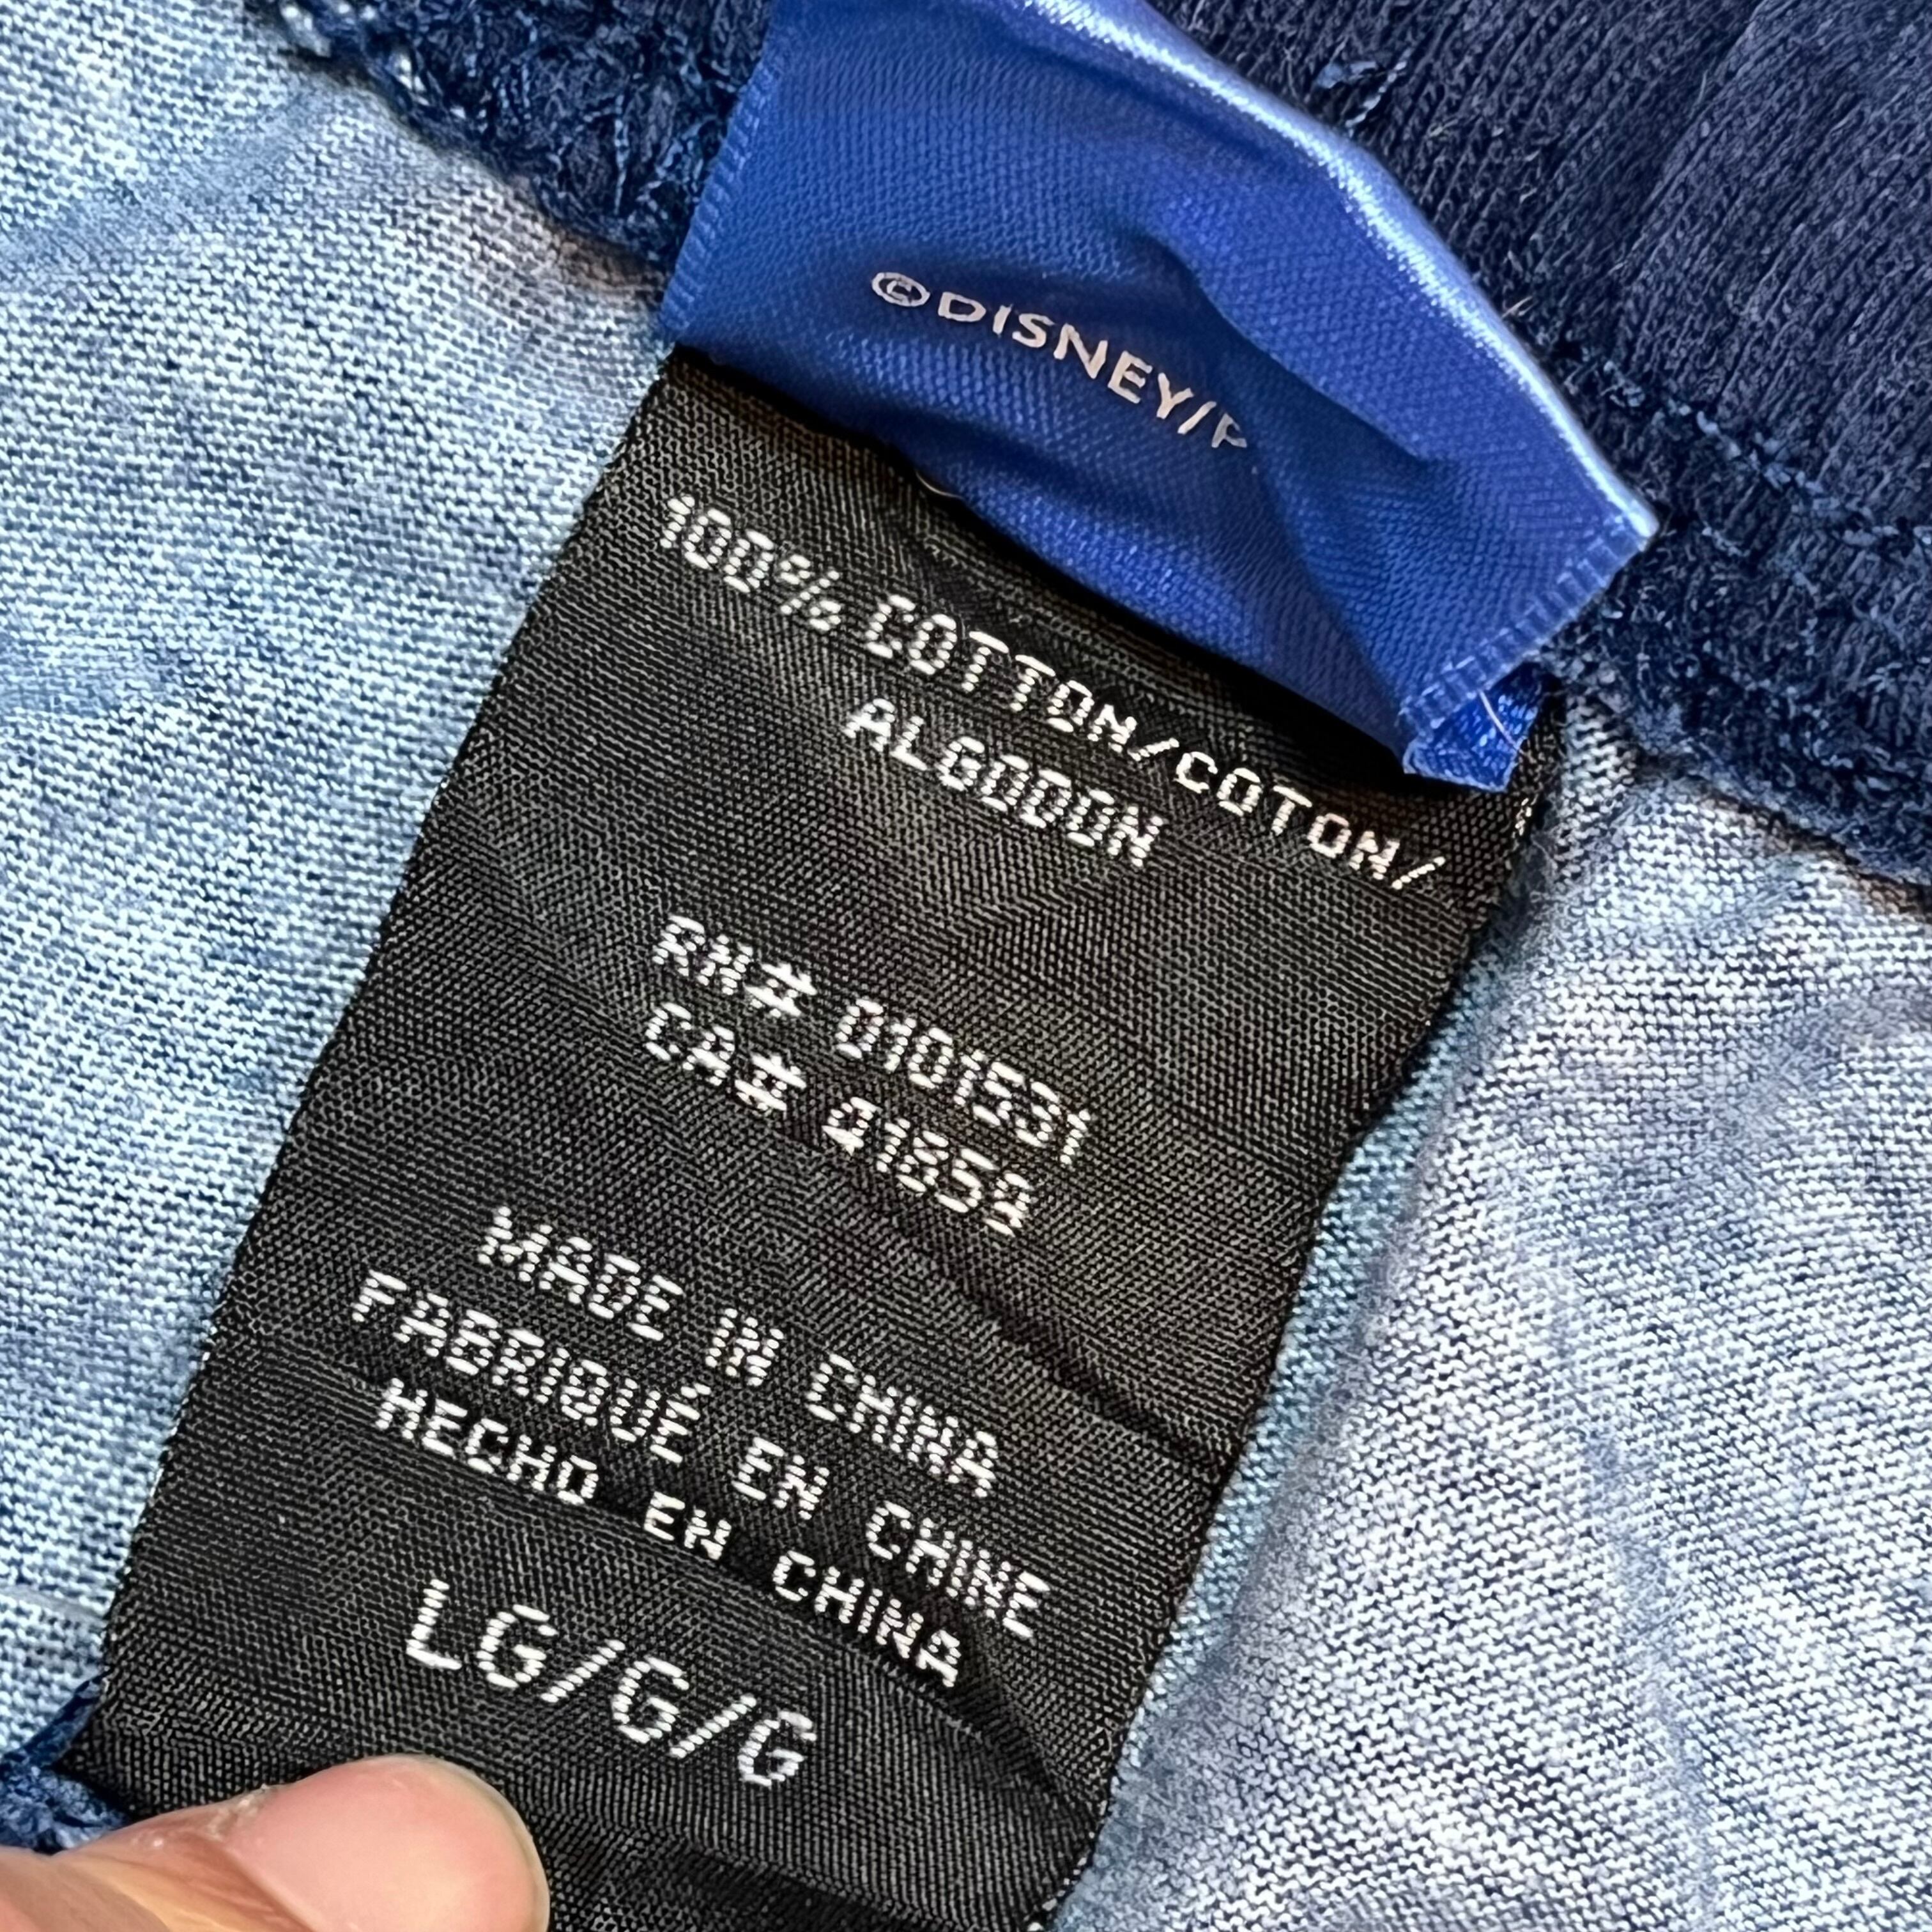 ©DISNEY/P
100% COTTON/COTON/
ALGODON
RN# 0101531
CA# 41859
MADE IN CHINA
FABRIQUÉ EN CHINE
HECHO EN CHINA
LG/G/G